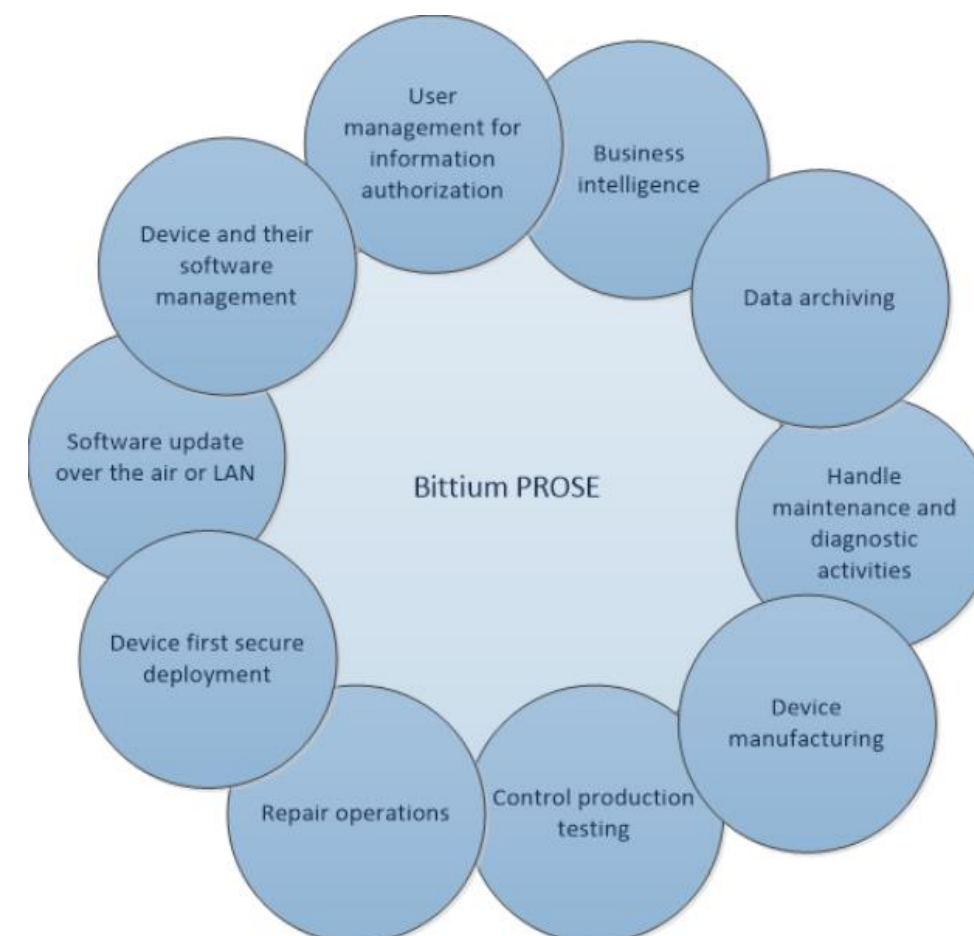 User
management for
information
authorization
Business
intelligence
Device and their
software
management
Data archiving
Software update
over the air or LAN
Bittium PROSE
Handle
maintenance and
diagnostic
activities
Device first secure
deployment
Device
manufacturing
Repair operations
Control production
testing